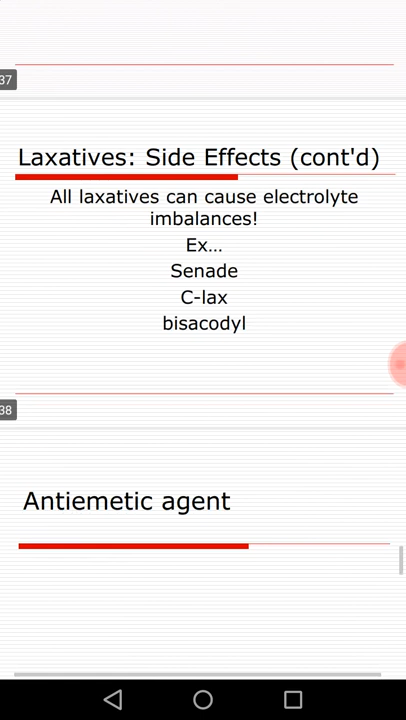 37
Laxatives: Side Effects (cont'd)
All laxatives can cause electrolyte
imbalances!
Ex…
Senade
C-lax
bisacodyl
38
Antiemetic agent